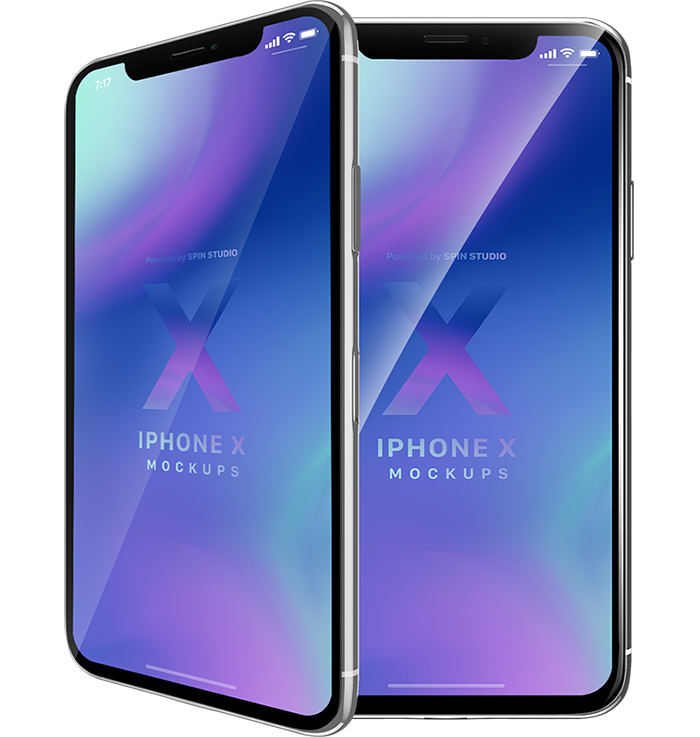 7:17
Powered by SPIN STUDIO
X
IPHONE X
MOCKUPS
Powered by SPIN STUDIO
X
IPHONE X
MOCKUPS